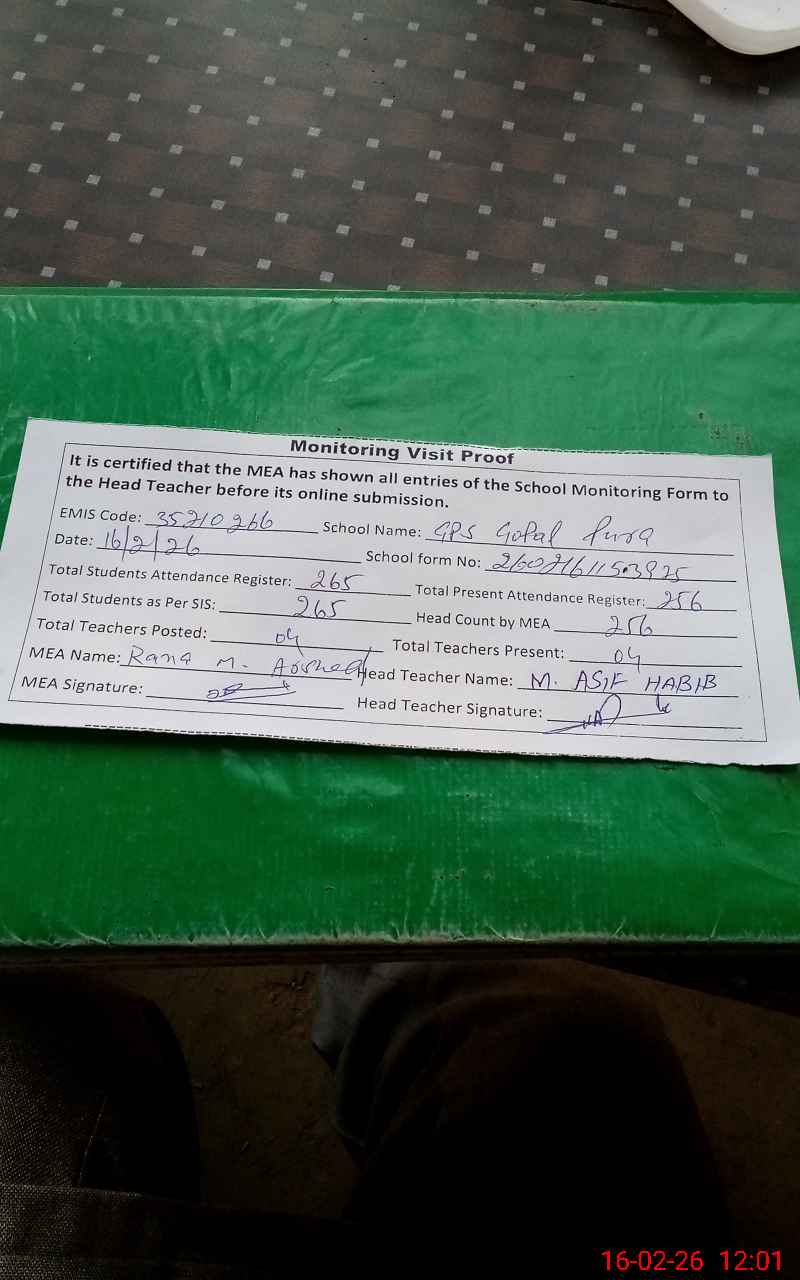 Monitoring Visit Proof
It is certified that the MEA has shown all entries of the School Monitoring Form to
the Head Teacher before its online submission.
EMIS Code: 35210266 School Name: GPS Gopal Pura
Date: 16/2/26 School form No:
Total Students Attendance Register: 265 Total Present Attendance Register: 256
Total Students as Per SIS: 265 Head Count by MEA 256
Total Teachers Posted: 04 Total Teachers Present: 04
MEA Name: Rana M. Head Teacher Name: M. ASIF HABIB
MEA Signature: Head Teacher Signature:
16-02-26 12:01